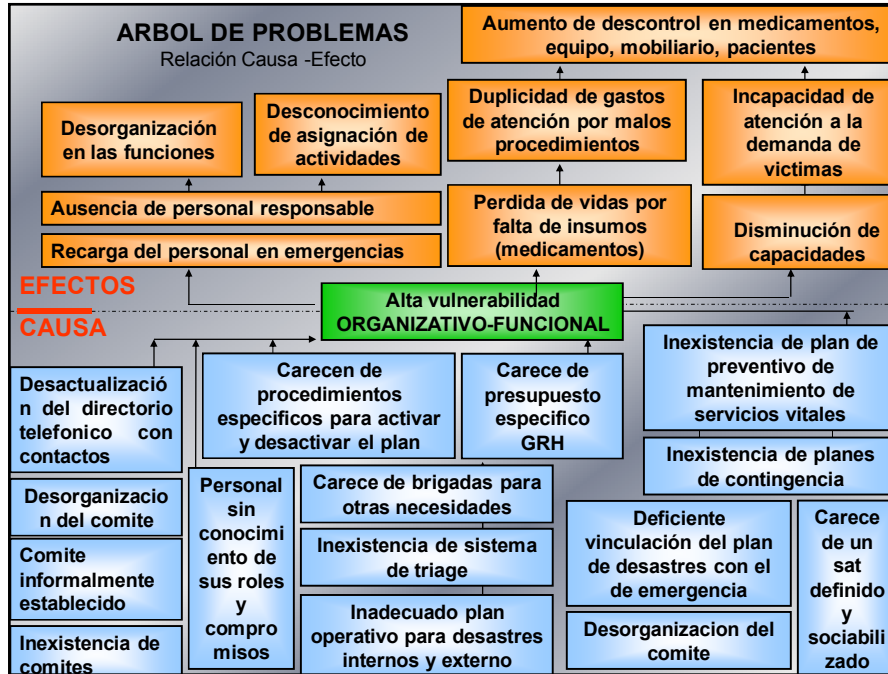 ARBOL DE PROBLEMAS
Relación Causa -Efecto
Aumento de descontrol en medicamentos,
equipo, mobiliario, pacientes
Desorganización
en las funciones
Desconocimiento
de asignación de
actividades
Duplicidad de gastos
de atención por malos
procedimientos
Incapacidad de
atención a la
demanda de
victimas
Ausencia de personal responsable
Recarga del personal en emergencias
Perdida de vidas por
falta de insumos
(medicamentos)
Disminución de
capacidades
EFECTOS
CAUSA
Alta vulnerabilidad
ORGANIZATIVO-FUNCIONAL
Desactualizació
n del directorio
telefonico con
contactos
Carecen de
procedimientos
especificos para activar
y desactivar el plan
Carece de
presupuesto
especifico
GRH
Inexistencia de plan de
preventivo de
mantenimiento de
servicios vitales
Inexistencia de planes
de contingencia
Desorganizacio
n del comite
Comite
informalmente
establecido
Inexistencia de
comites
Personal
sin
conocimi
ento de
sus roles
y
compro
misos
Carece de brigadas para
otras necesidades
Inexistencia de sistema
de triage
Inadecuado plan
operativo para desastres
internos y externo
Deficiente
vinculación del plan
de desastres con el
de emergencia
Desorganizacion del
comite
Carece
de un
sat
definido
y
sociabili
zado